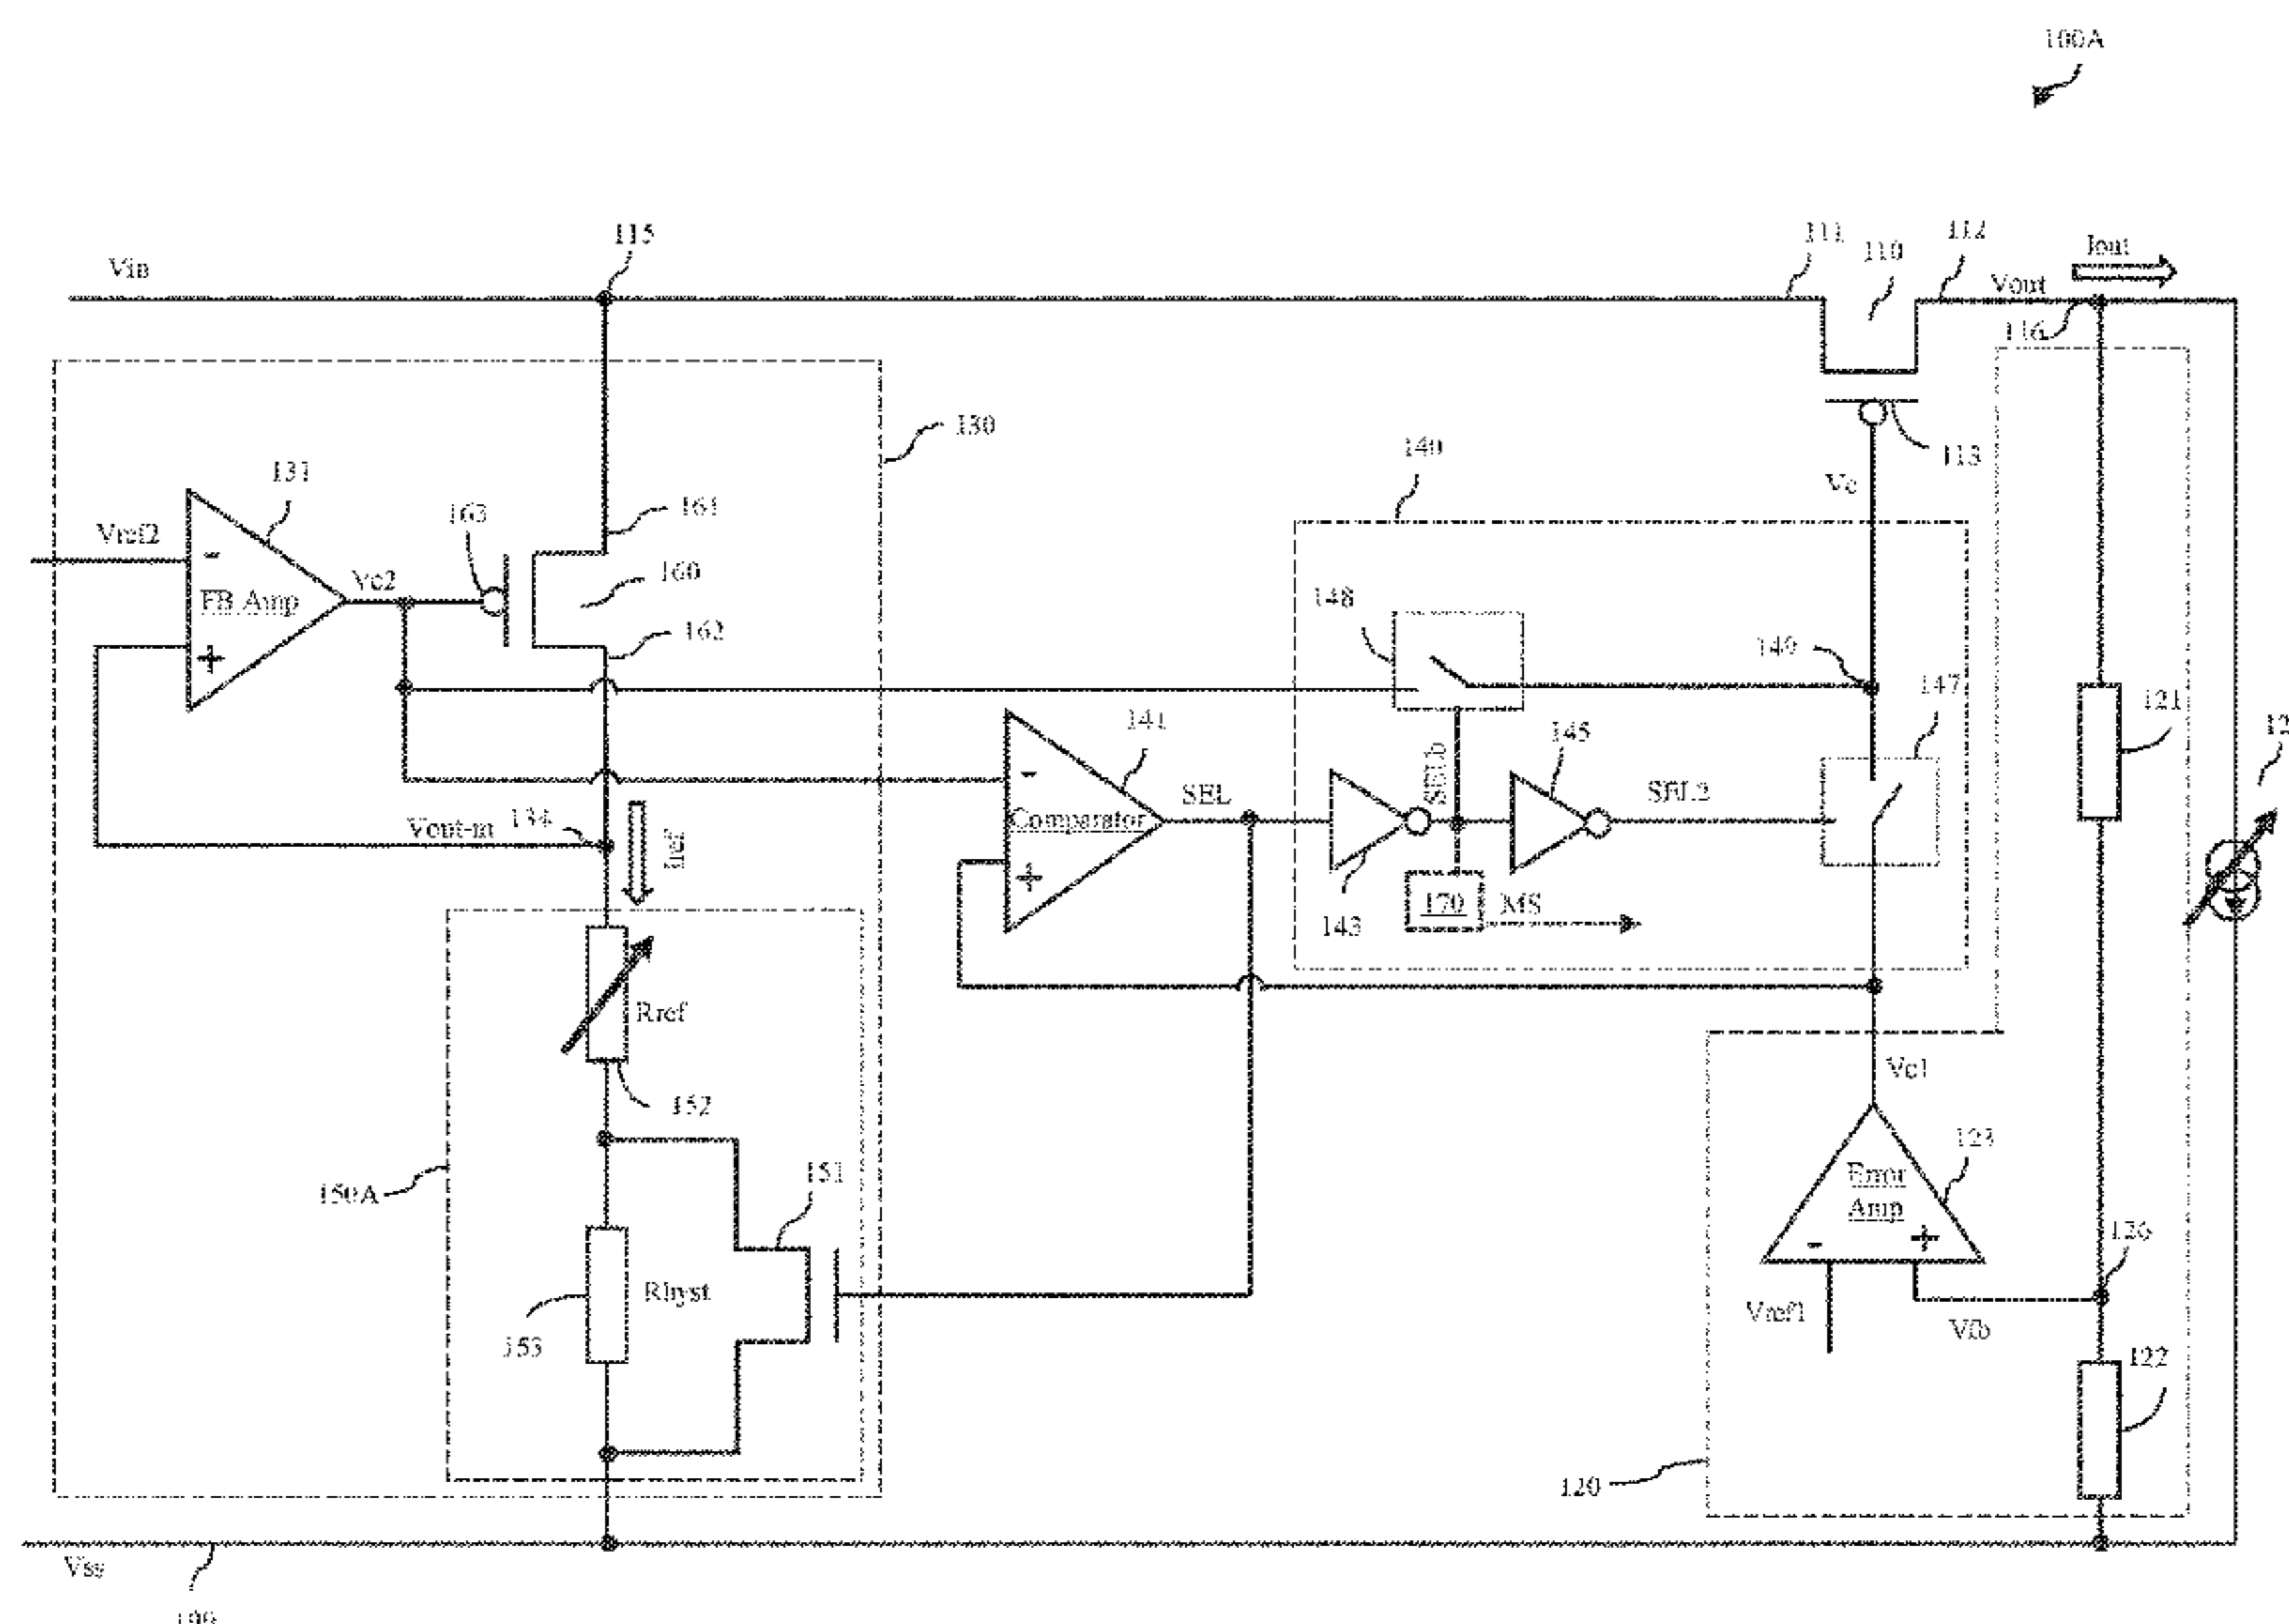 100A
115
111
110
112
Iout
Vin
Vout
116
130
131
163
161
140
113
Vc
Vref2
-
FB Amp
Vc2
160
148
162
+
149
147
141
121
145
-
SELb
SEL
SEL2
Comparator
Vout-m
134
Iref
+
170
MS
143
Rref
Vc1
152
123
151
Error
Amp
150A
-
+
126
Rhyst
Vref1
Vfb
153
122
120
Vss